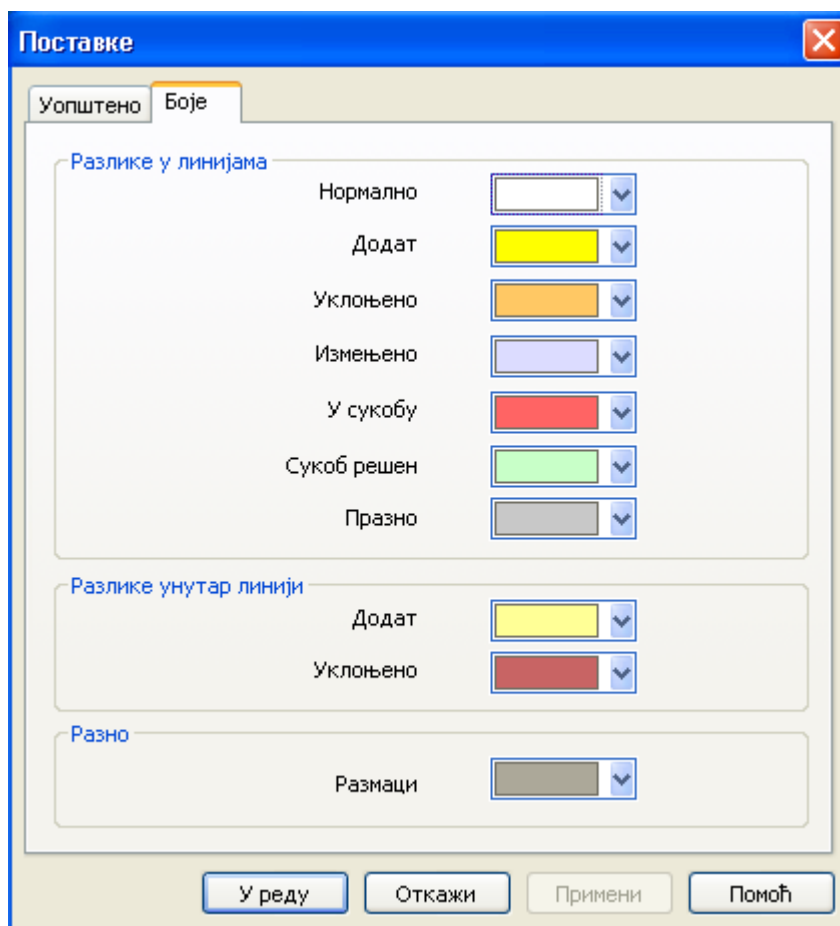 Поставке
Уопштено Боје
Разлике у линијама
Нормално
Додат
Уклоњено
Измењено
У сукобу
Сукоб решен
Празно
Разлике унутар линији
Додат
Уклоњено
Разно
Размаци
У реду Откажи Примени Помоћ